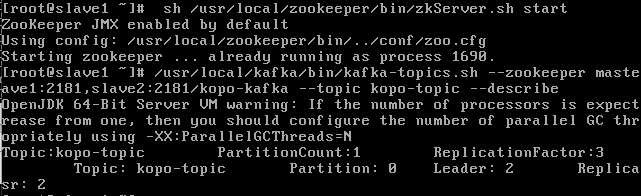 [root@slave1 ~]#  sh /usr/local/zookeeper/bin/zkServer.sh start
ZooKeeper JMX enabled by default
Using config: /usr/local/zookeeper/bin/../conf/zoo.cfg
Starting zookeeper ... already running as process 1690.
[root@slave1 ~]# /usr/local/kafka/bin/kafka-topics.sh --zookeeper maste
ave1:2181,slave2:2181/kopo-kafka --topic kopo-topic --describe
OpenJDK 64-Bit Server VM warning: If the number of processors is expect
rease from one, then you should configure the number of parallel GC thr
opriately using -XX:ParallelGCThreads=N
Topic:kopo-topic PartitionCount:1 ReplicationFactor:3
Topic: kopo-topic Partition: 0 Leader: 2 Replica
sr: 2